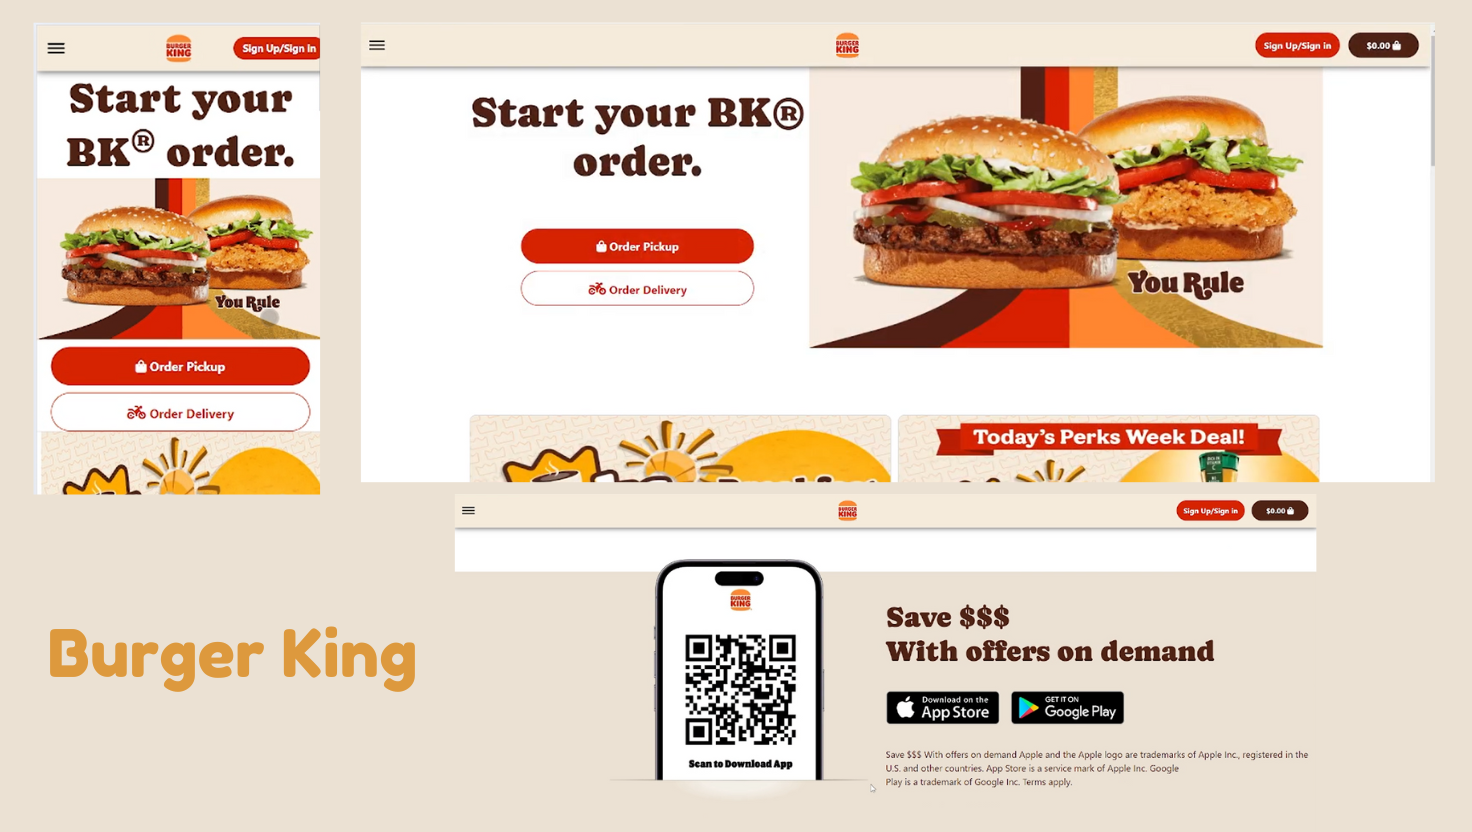 BURGER
KING
Sign Up/Sign in
Start your
BK® order.
You Rule
Order Pickup
Order Delivery
BURGER
KING
Sign Up/Sign in
$0.00
Start your BK®
order.
Order Pickup
Order Delivery
You Rule
Today's Perks Week Deal!
BURGER
KING
Sign Up/Sign in
$0.00
Burger King
BURGER
KING
Scan to Download App
Save $$$
With offers on demand
Download on the
App Store
GET IT ON
Google Play
Save $$$ With offers on demand Apple and the Apple logo are trademarks of Apple Inc., registered in the
U.S. and other countries. App Store is a service mark of Apple Inc. Google
Play is a trademark of Google Inc. Terms apply.